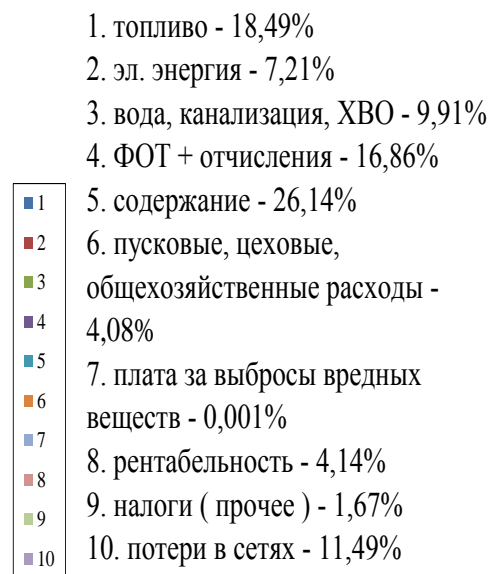 1. топливо - 18,49%
2. эл. энергия - 7,21%
3. вода, канализация, ХВО - 9,91%
4. ФОТ + отчисления - 16,86%
5. содержание - 26,14%
6. пусковые, цеховые,
общехозяйственные расходы -
4,08%
7. плата за выбросы вредных
веществ - 0,001%
8. рентабельность - 4,14%
9. налоги ( прочее ) - 1,67%
10. потери в сетях - 11,49%
1
2
3
4
5
6
7
8
9
10